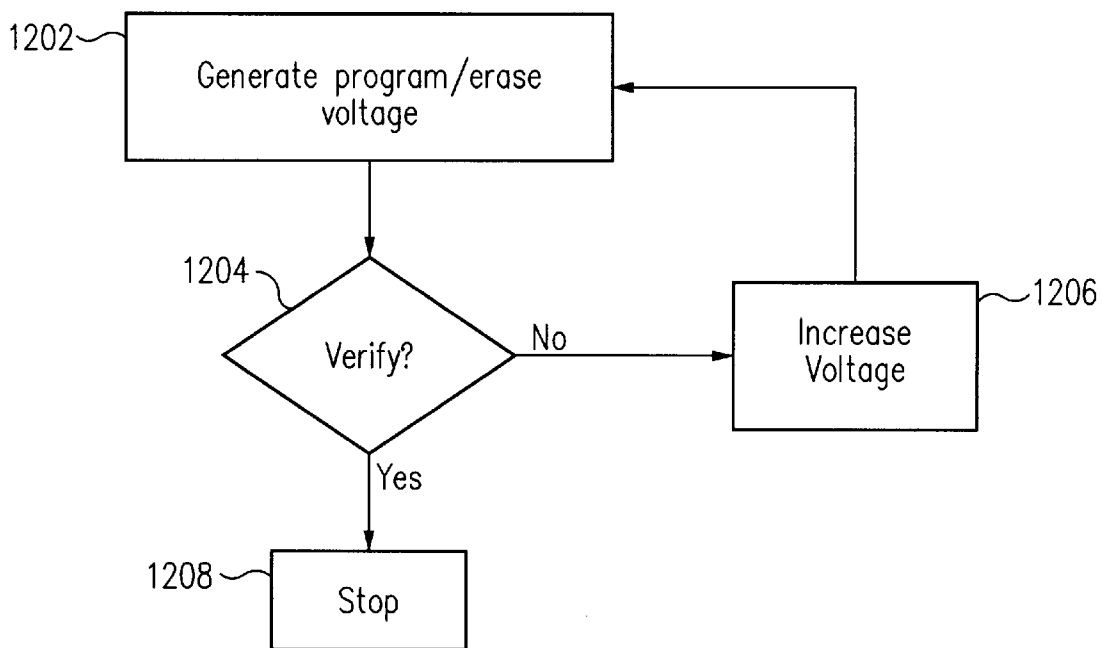 1202
Generate program/erase
voltage
1204
Verify?
No
1206
Increase
Voltage
Yes
1208
Stop